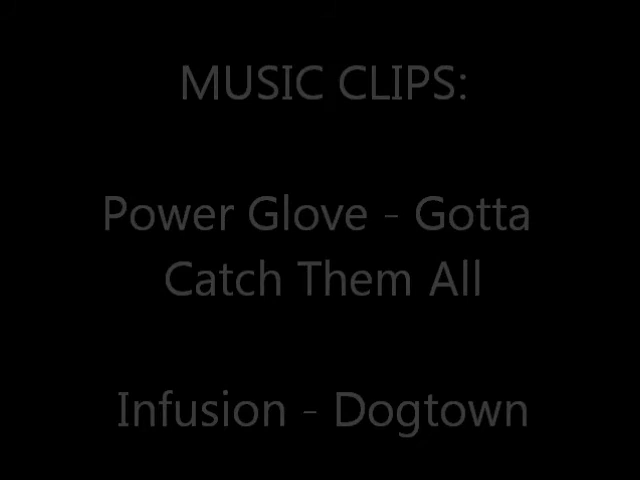 MUSIC CLIPS:
Power Glove - Gotta
Catch Them All
Infusion - Dogtown